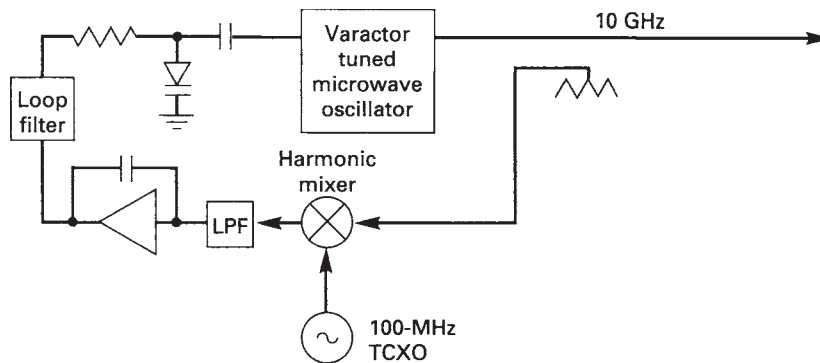 10 GHz
Varactor
tuned
microwave
oscillator
Loop
filter
Harmonic
mixer
LPF
100-MHz
TCXO